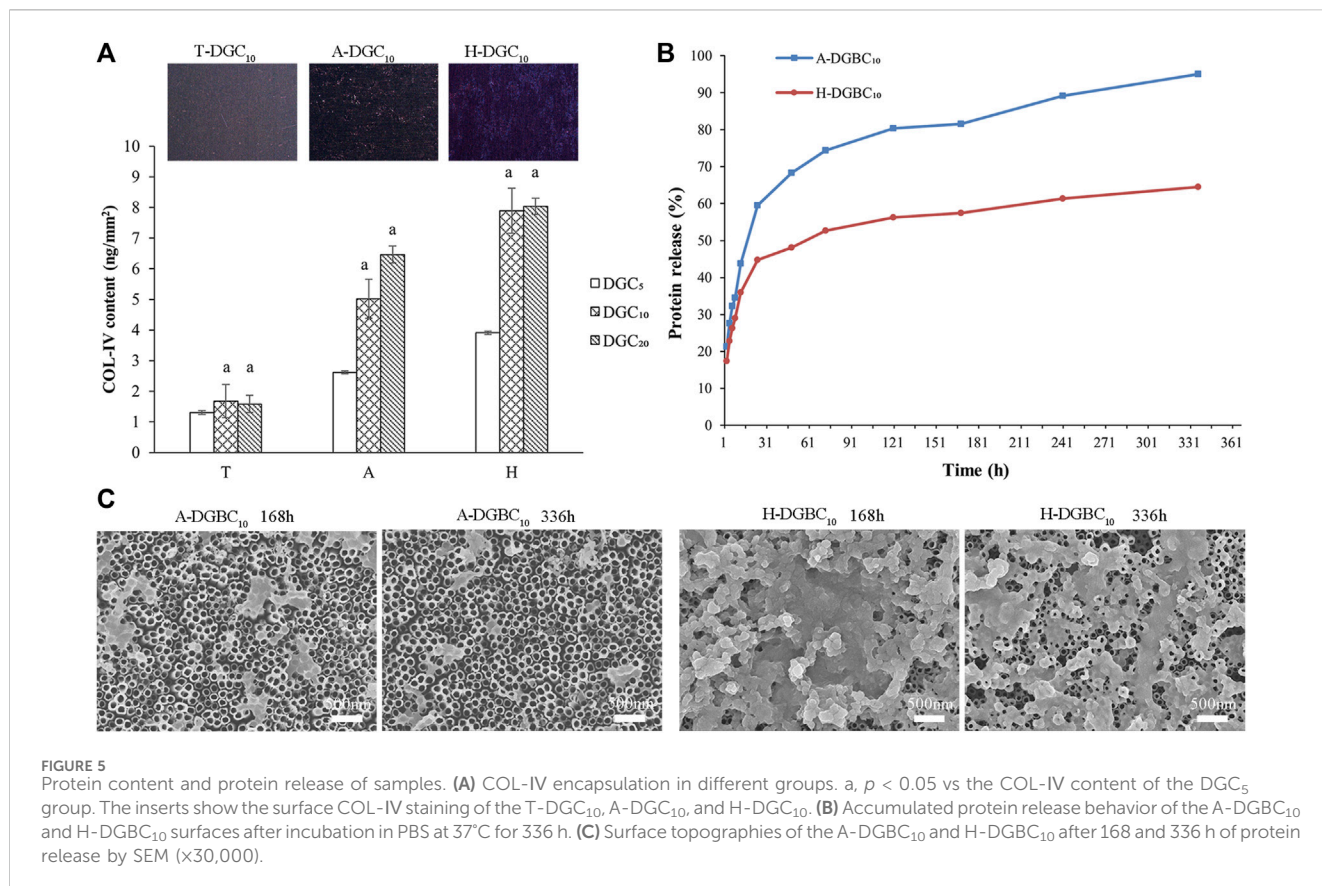 A
T-DGC₁₀
A-DGC₁₀
H-DGC₁₀
COL-IV content (ng/mm²)
10
9
8
7
6
5
4
3
2
1
0
a
a
a
a
a
a
T
A
H
DGC₅
DGC₁₀
DGC₂₀
B
Protein release (%)
100
90
80
70
60
50
40
30
20
10
0
A-DGBC₁₀
H-DGBC₁₀
1 31 61 91 121 151 181 211 241 271 301 331 361
Time (h)
C
A-DGBC₁₀ 168h
A-DGBC₁₀ 336h
H-DGBC₁₀ 168h
H-DGBC₁₀ 336h
500nm
500nm
500nm
500nm
FIGURE 5
Protein content and protein release of samples. (A) COL-IV encapsulation in different groups. a, p < 0.05 vs the COL-IV content of the DGC₅
group. The inserts show the surface COL-IV staining of the T-DGC₁₀, A-DGC₁₀, and H-DGC₁₀. (B) Accumulated protein release behavior of the A-DGBC₁₀
and H-DGBC₁₀ surfaces after incubation in PBS at 37°C for 336 h. (C) Surface topographies of the A-DGBC₁₀ and H-DGBC₁₀ after 168 and 336 h of protein
release by SEM (×30,000).